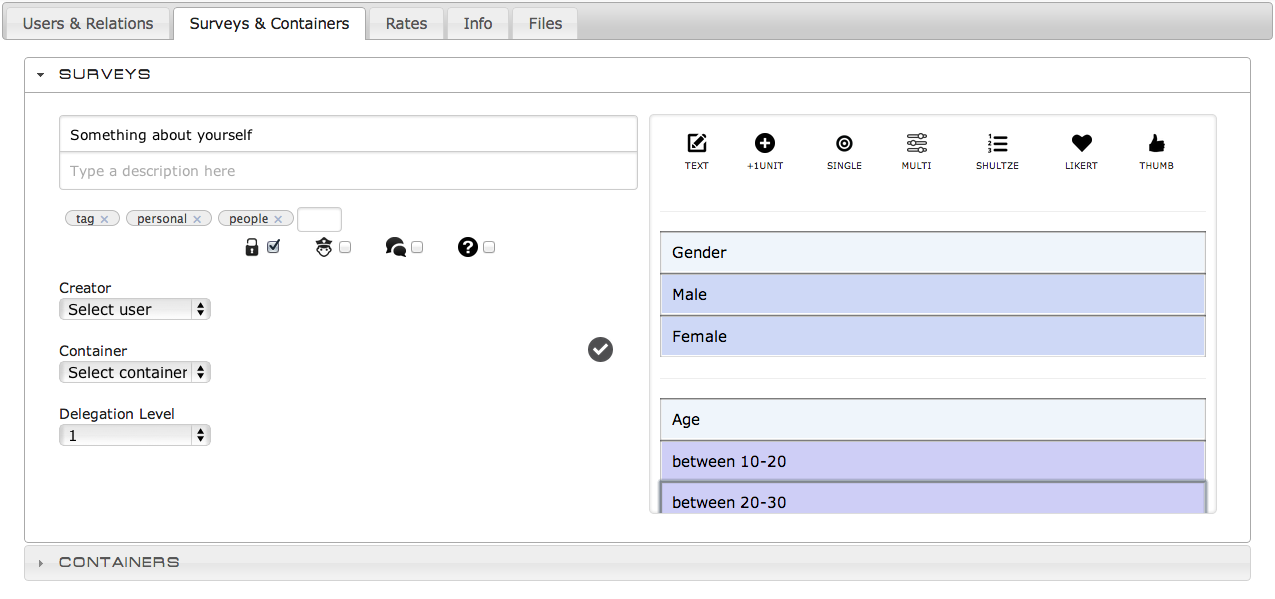 Users & Relations Surveys & Containers Rates Info Files
SURVEYS
Something about yourself
Type a description here
tag × personal × people ×
Creator
Select user
Container
Select container
Delegation Level
1
TEXT +1UNIT SINGLE MULTI SHULTZE LIKERT THUMB
Gender
Male
Female
Age
between 10-20
between 20-30
CONTAINERS